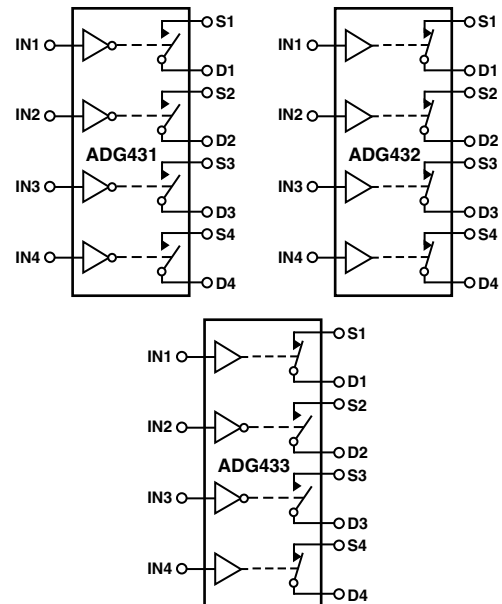 S1
IN1
D1
S2
IN2
D2
ADG431
S3
IN3
D3
S4
IN4
D4
S1
IN1
D1
S2
IN2
D2
ADG432
S3
IN3
D3
S4
IN4
D4
S1
IN1
D1
S2
IN2
D2
ADG433
S3
IN3
D3
S4
IN4
D4